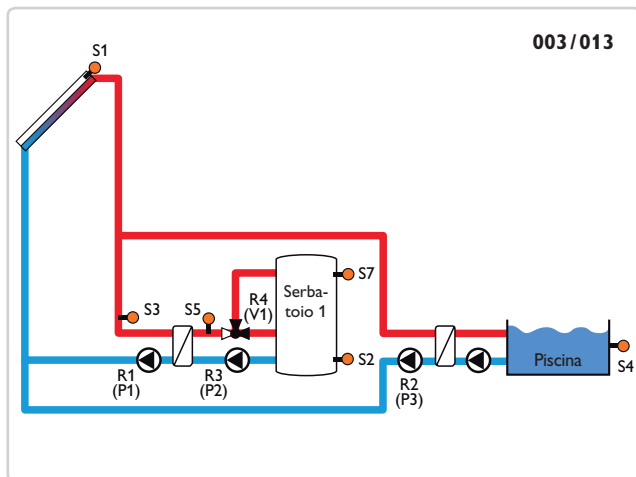 003/013
S1
S7
R4
(V1)
Serba-
toio 1
S3
S5
S2
R1
(P1)
R3
(P2)
R2
(P3)
Piscina
S4